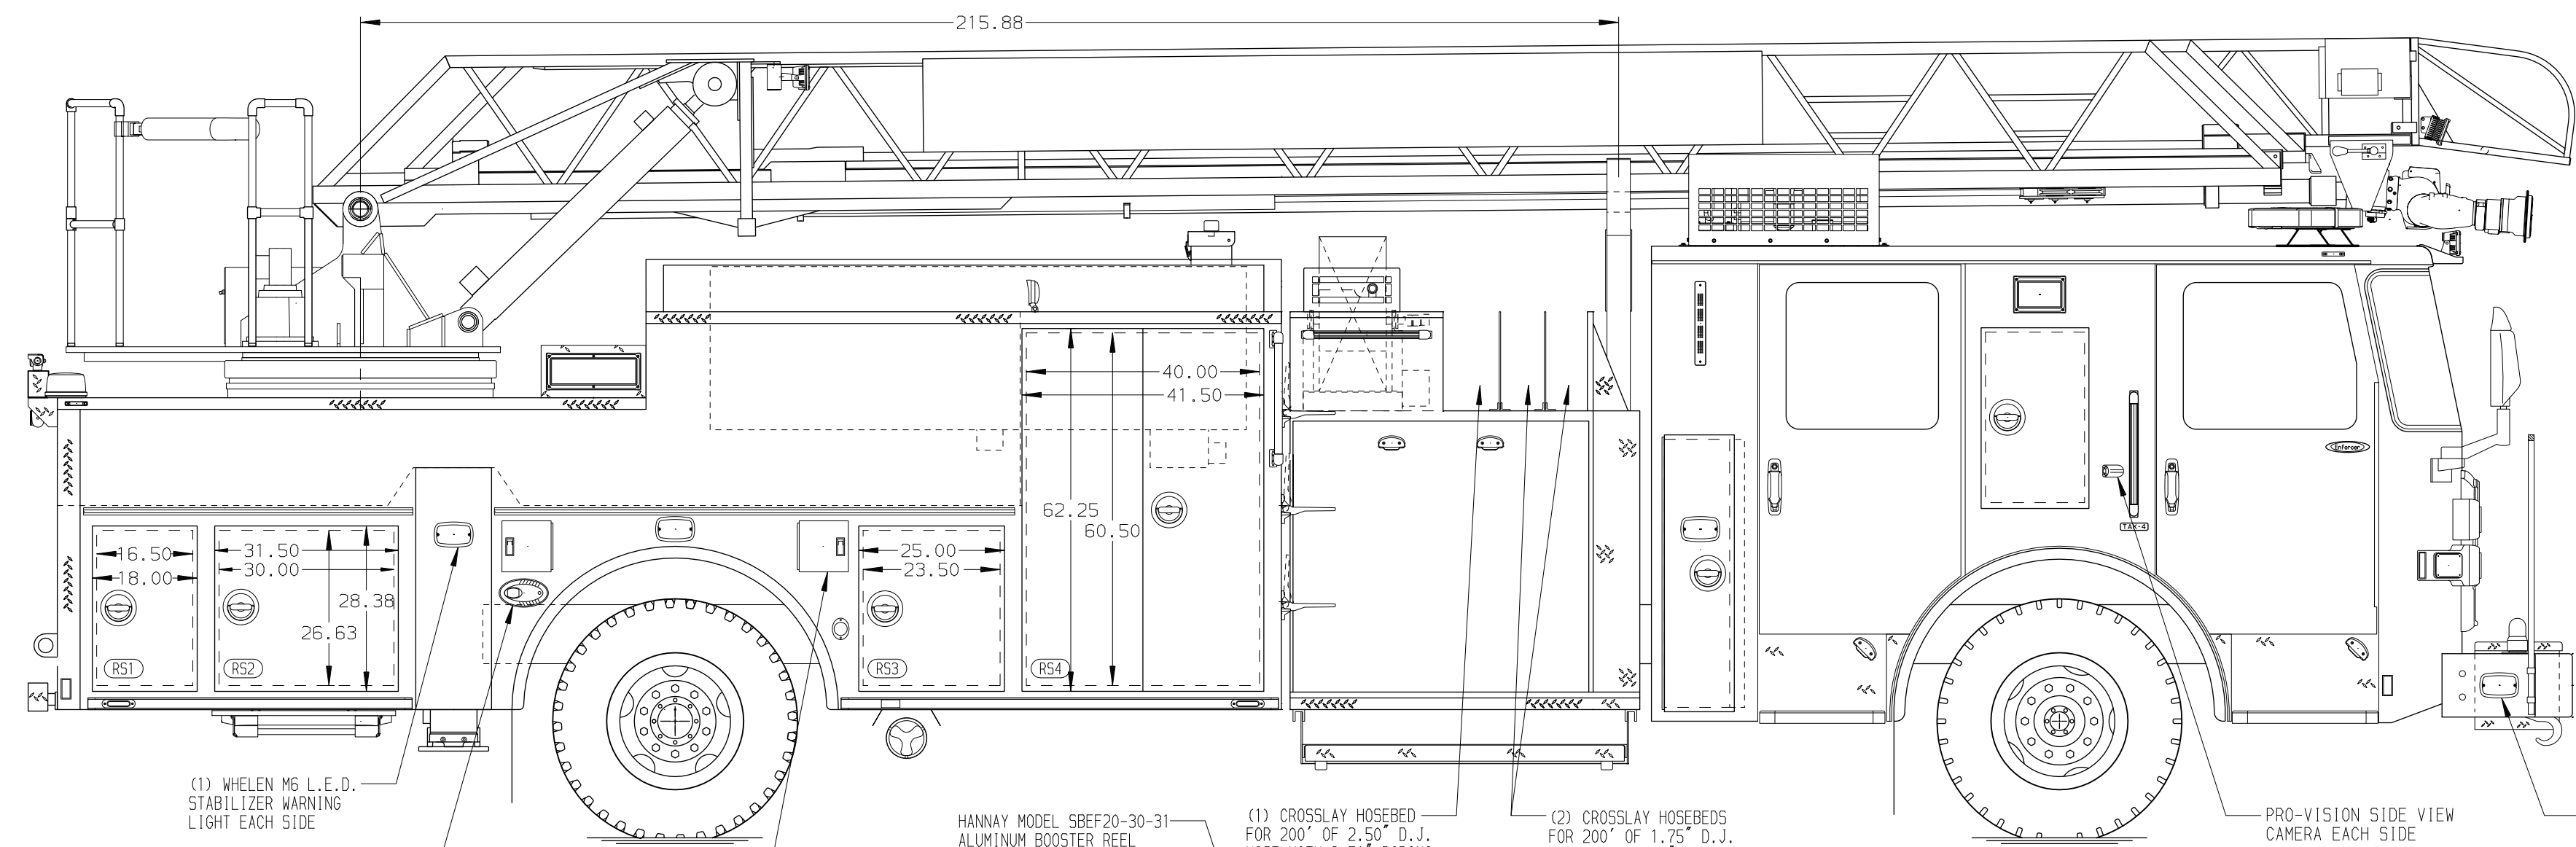 215.88
40.00
41.50
Enforcer
62.25
60.50
TAK-4
16.50
18.00
31.50
30.00
28.38
26.63
25.00
23.50
RS1
RS2
RS3
RS4
(1) WHELEN M6 L.E.D.
STABILIZER WARNING
LIGHT EACH SIDE
HANNAY MODEL SBEF20-30-31
ALUMINUM BOOSTER REEL
(1) CROSSLAY HOSEBED
FOR 200' OF 2.50" D.J.
(2) CROSSLAY HOSEBEDS
FOR 200' OF 1.75" D.J.
PRO-VISION SIDE VIEW
CAMERA EACH SIDE